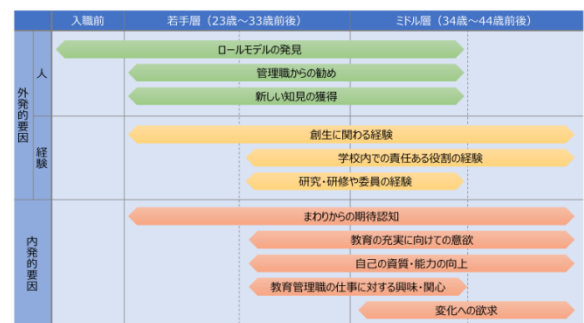 入職前 若手層（23歳～33歳前後） ミドル層（34歳～44歳前後）
外発的要因
人
ロールモデルの発見
管理職からの勧め
新しい知見の獲得
経験
創生に関わる経験
学校内での責任ある役割の経験
研究・研修や委員の経験
内発的要因
まわりからの期待認知
教育の充実に向けての意欲
自己の資質・能力の向上
教育管理職の仕事に対する興味・関心
変化への欲求